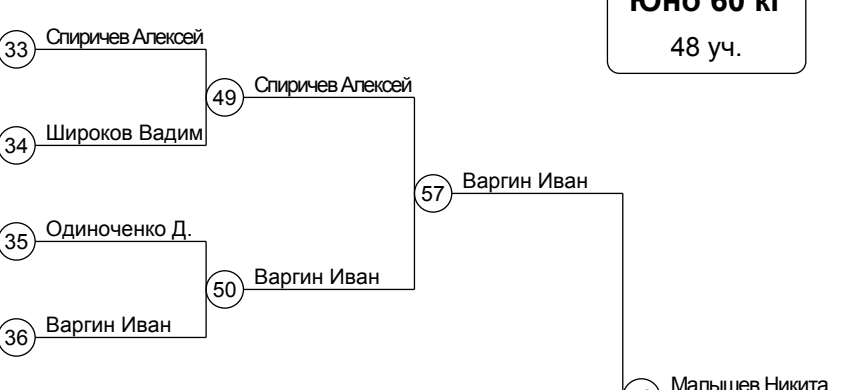 Юно 60 кг
48 уч.
33 Спиричев Алексей
49 Спиричев Алексей
34 Широков Вадим
57 Варгин Иван
35 Одиноченко Д.
50 Варгин Иван
36 Варгин Иван
Малышев Никита